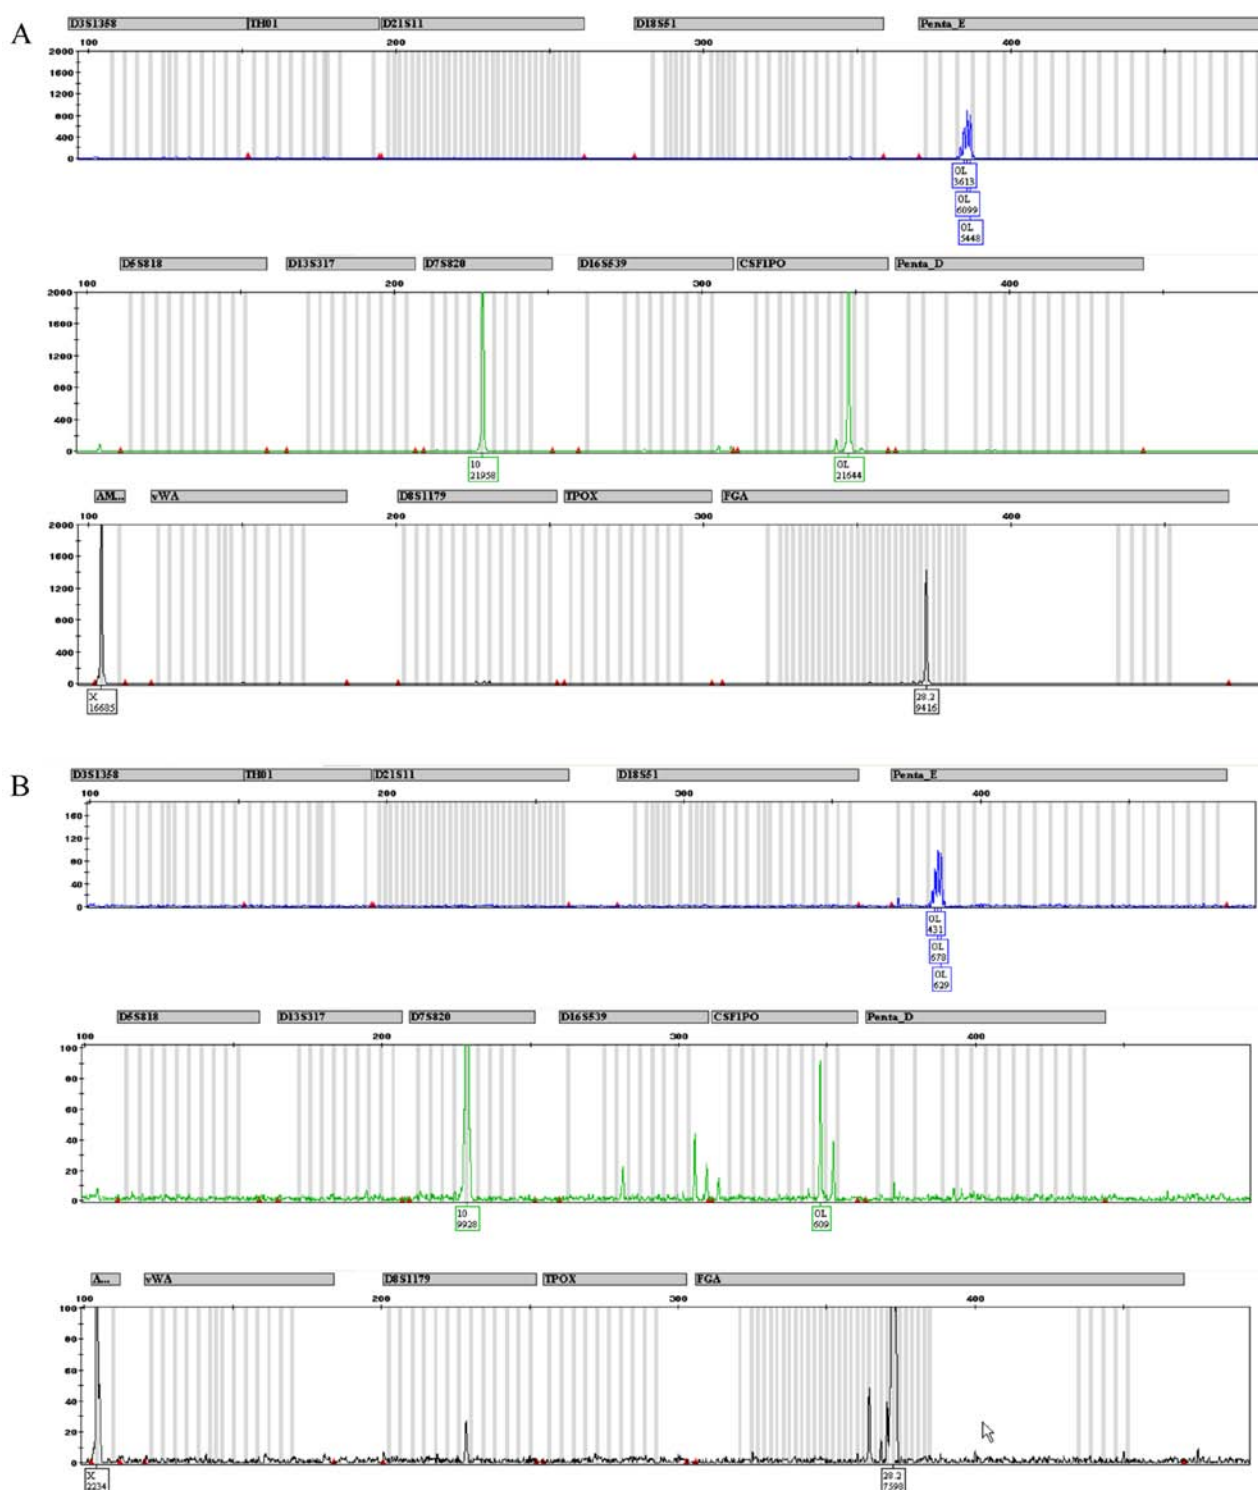 A
D3S1358 TH01 D21S11 D18S51 Penta_E
100 200 300 400
2000
1600
1200
800
400
0
OL
3613
OL
6099
OL
5448
D5S818 D13S317 D7S820 D16S539 CSF1PO Penta_D
100 200 300 400
2000
1600
1200
800
400
0
10
21958
OL
21644
AM... vWA D8S1179 TPOX FGA
100 200 300 400
2000
1600
1200
800
400
0
X
16685
28.2
9416
B
D3S1358 TH01 D21S11 D18S51 Penta_E
100 200 300 400
160
120
80
40
0
OL
431
OL
678
OL
629
D5S818 D13S317 D7S820 D16S539 CSF1PO Penta_D
100 200 300 400
100
80
60
40
20
0
10
9928
OL
609
A... vWA D8S1179 TPOX FGA
100 200 300 400
100
80
60
40
20
0
X
2234
28.2
7598